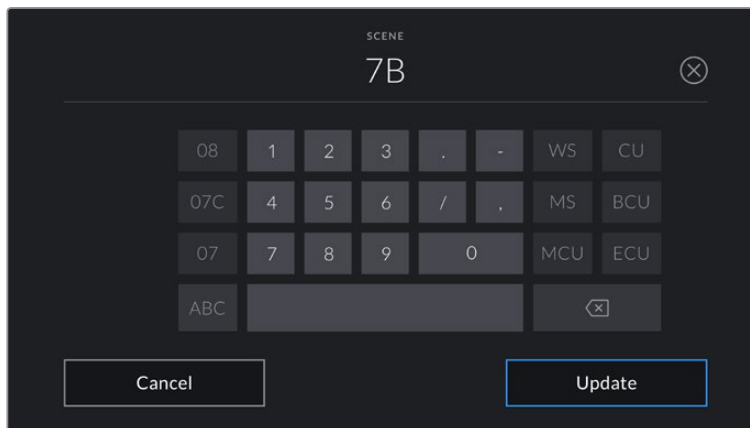 SCENE
7B
08 1 2 3 . - WS CU
07C 4 5 6 / , MS BCU
07 7 8 9 0 MCU ECU
ABC
Cancel Update